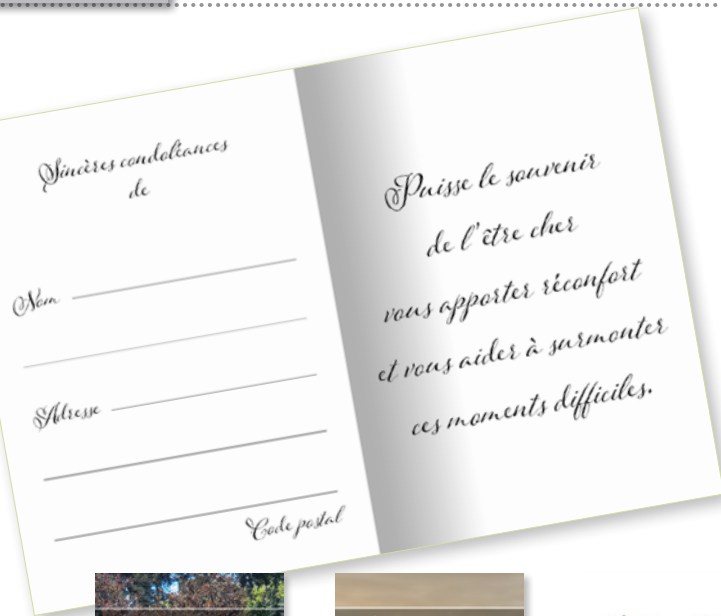 Sincères condoléances
de
Nom
Adresse
Code postal
Puisse le souvenir
de l'être cher
vous apporter réconfort
et vous aider à surmonter
ces moments difficiles.